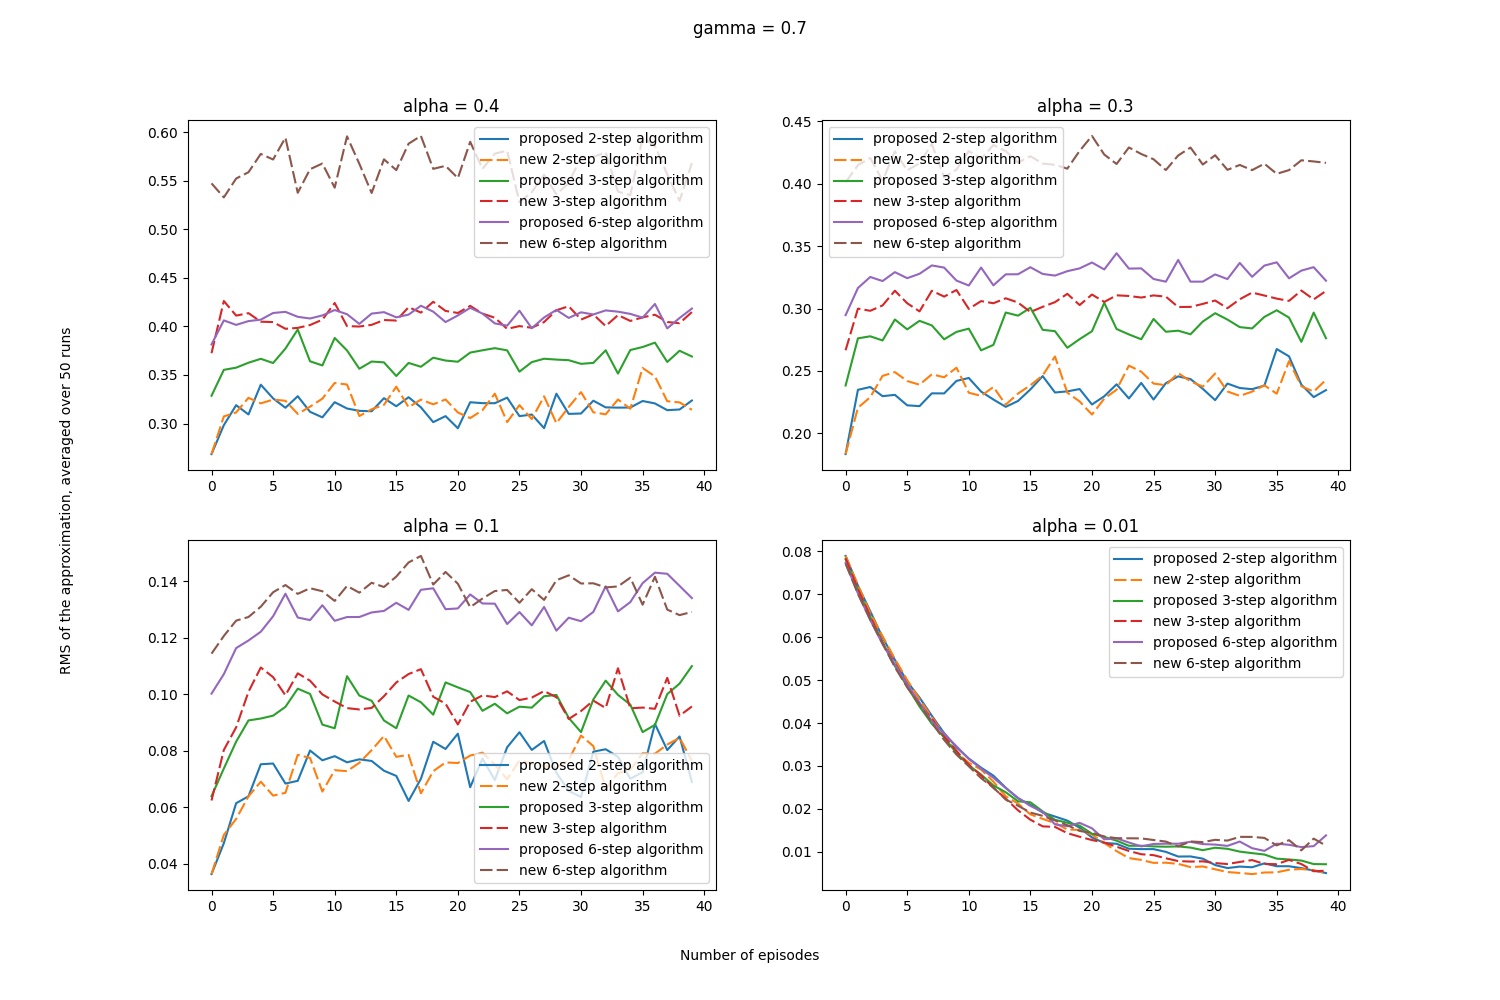 gamma = 0.7
RMS of the approximation, averaged over 50 runs
alpha = 0.4
0.60
0.55
0.50
0.45
0.40
0.35
0.30
0 5 10 15 20 25 30 35 40
proposed 2-step algorithm
new 2-step algorithm
proposed 3-step algorithm
new 3-step algorithm
proposed 6-step algorithm
new 6-step algorithm
alpha = 0.3
0.45
0.40
0.35
0.30
0.25
0.20
0 5 10 15 20 25 30 35 40
proposed 2-step algorithm
new 2-step algorithm
proposed 3-step algorithm
new 3-step algorithm
proposed 6-step algorithm
new 6-step algorithm
alpha = 0.1
0.14
0.12
0.10
0.08
0.06
0.04
0 5 10 15 20 25 30 35 40
proposed 2-step algorithm
new 2-step algorithm
proposed 3-step algorithm
new 3-step algorithm
proposed 6-step algorithm
new 6-step algorithm
alpha = 0.01
0.08
0.07
0.06
0.05
0.04
0.03
0.02
0.01
0 5 10 15 20 25 30 35 40
proposed 2-step algorithm
new 2-step algorithm
proposed 3-step algorithm
new 3-step algorithm
proposed 6-step algorithm
new 6-step algorithm
Number of episodes